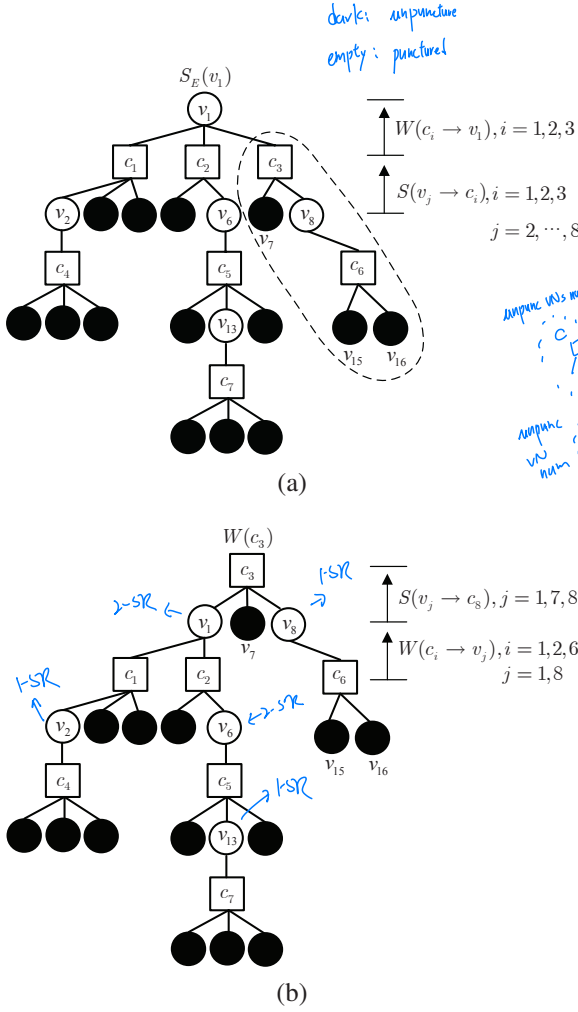 dark: unpuncture
empty: punctured
S_E(v_1)
v_1
W(c_i → v_1), i = 1,2,3
c_1 c_2 c_3
S(v_j → c_i), i = 1,2,3
v_2 v_6 v_8
v_7
j = 2, ⋯, 8
c_4 c_5 c_6
unpunc VNs
v_13
v_15 v_16
c_7
unpunc
VN
num
(a)
W(c_3)
c_3
1-SR
2-SR
S(v_j → c_8), j = 1,7,8
v_1 v_8
v_7
W(c_i → v_j), i = 1,2,6
j = 1,8
c_1 c_2 c_6
1-SR
v_2 v_6
2-SR
v_15 v_16
c_4 c_5
1-SR
v_13
c_7
(b)